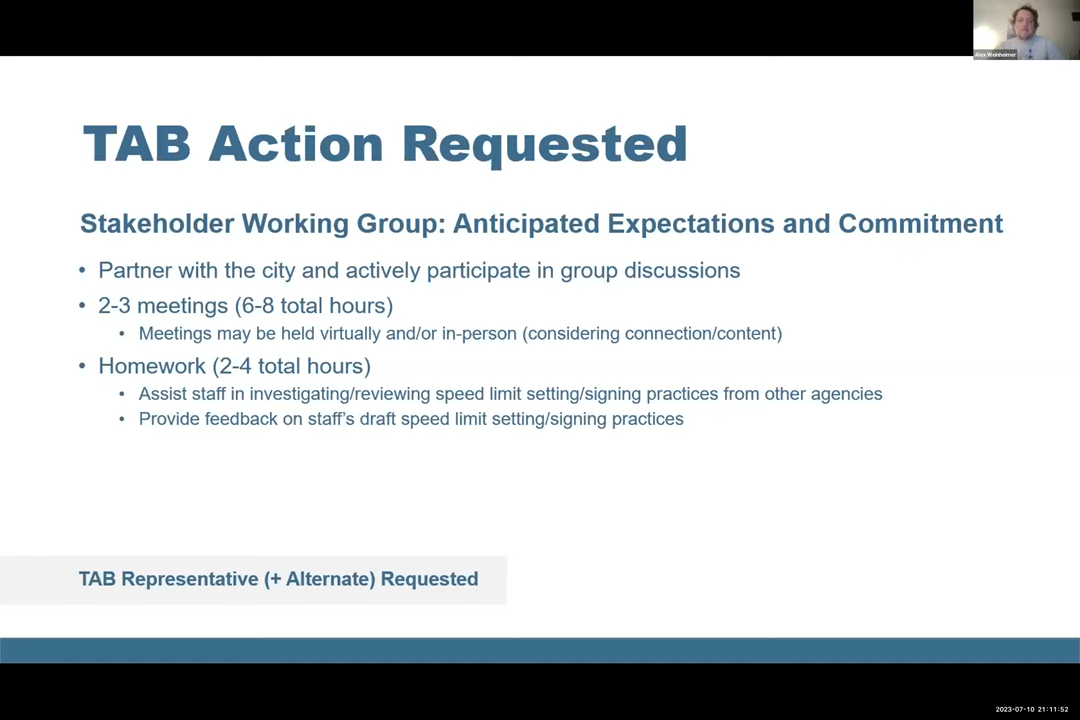 Alex Weinheimer
TAB Action Requested
Stakeholder Working Group: Anticipated Expectations and Commitment
• Partner with the city and actively participate in group discussions
• 2-3 meetings (6-8 total hours)
• Meetings may be held virtually and/or in-person (considering connection/content)
• Homework (2-4 total hours)
• Assist staff in investigating/reviewing speed limit setting/signing practices from other agencies
• Provide feedback on staff's draft speed limit setting/signing practices
TAB Representative (+ Alternate) Requested
2023-07-10 21:11:52